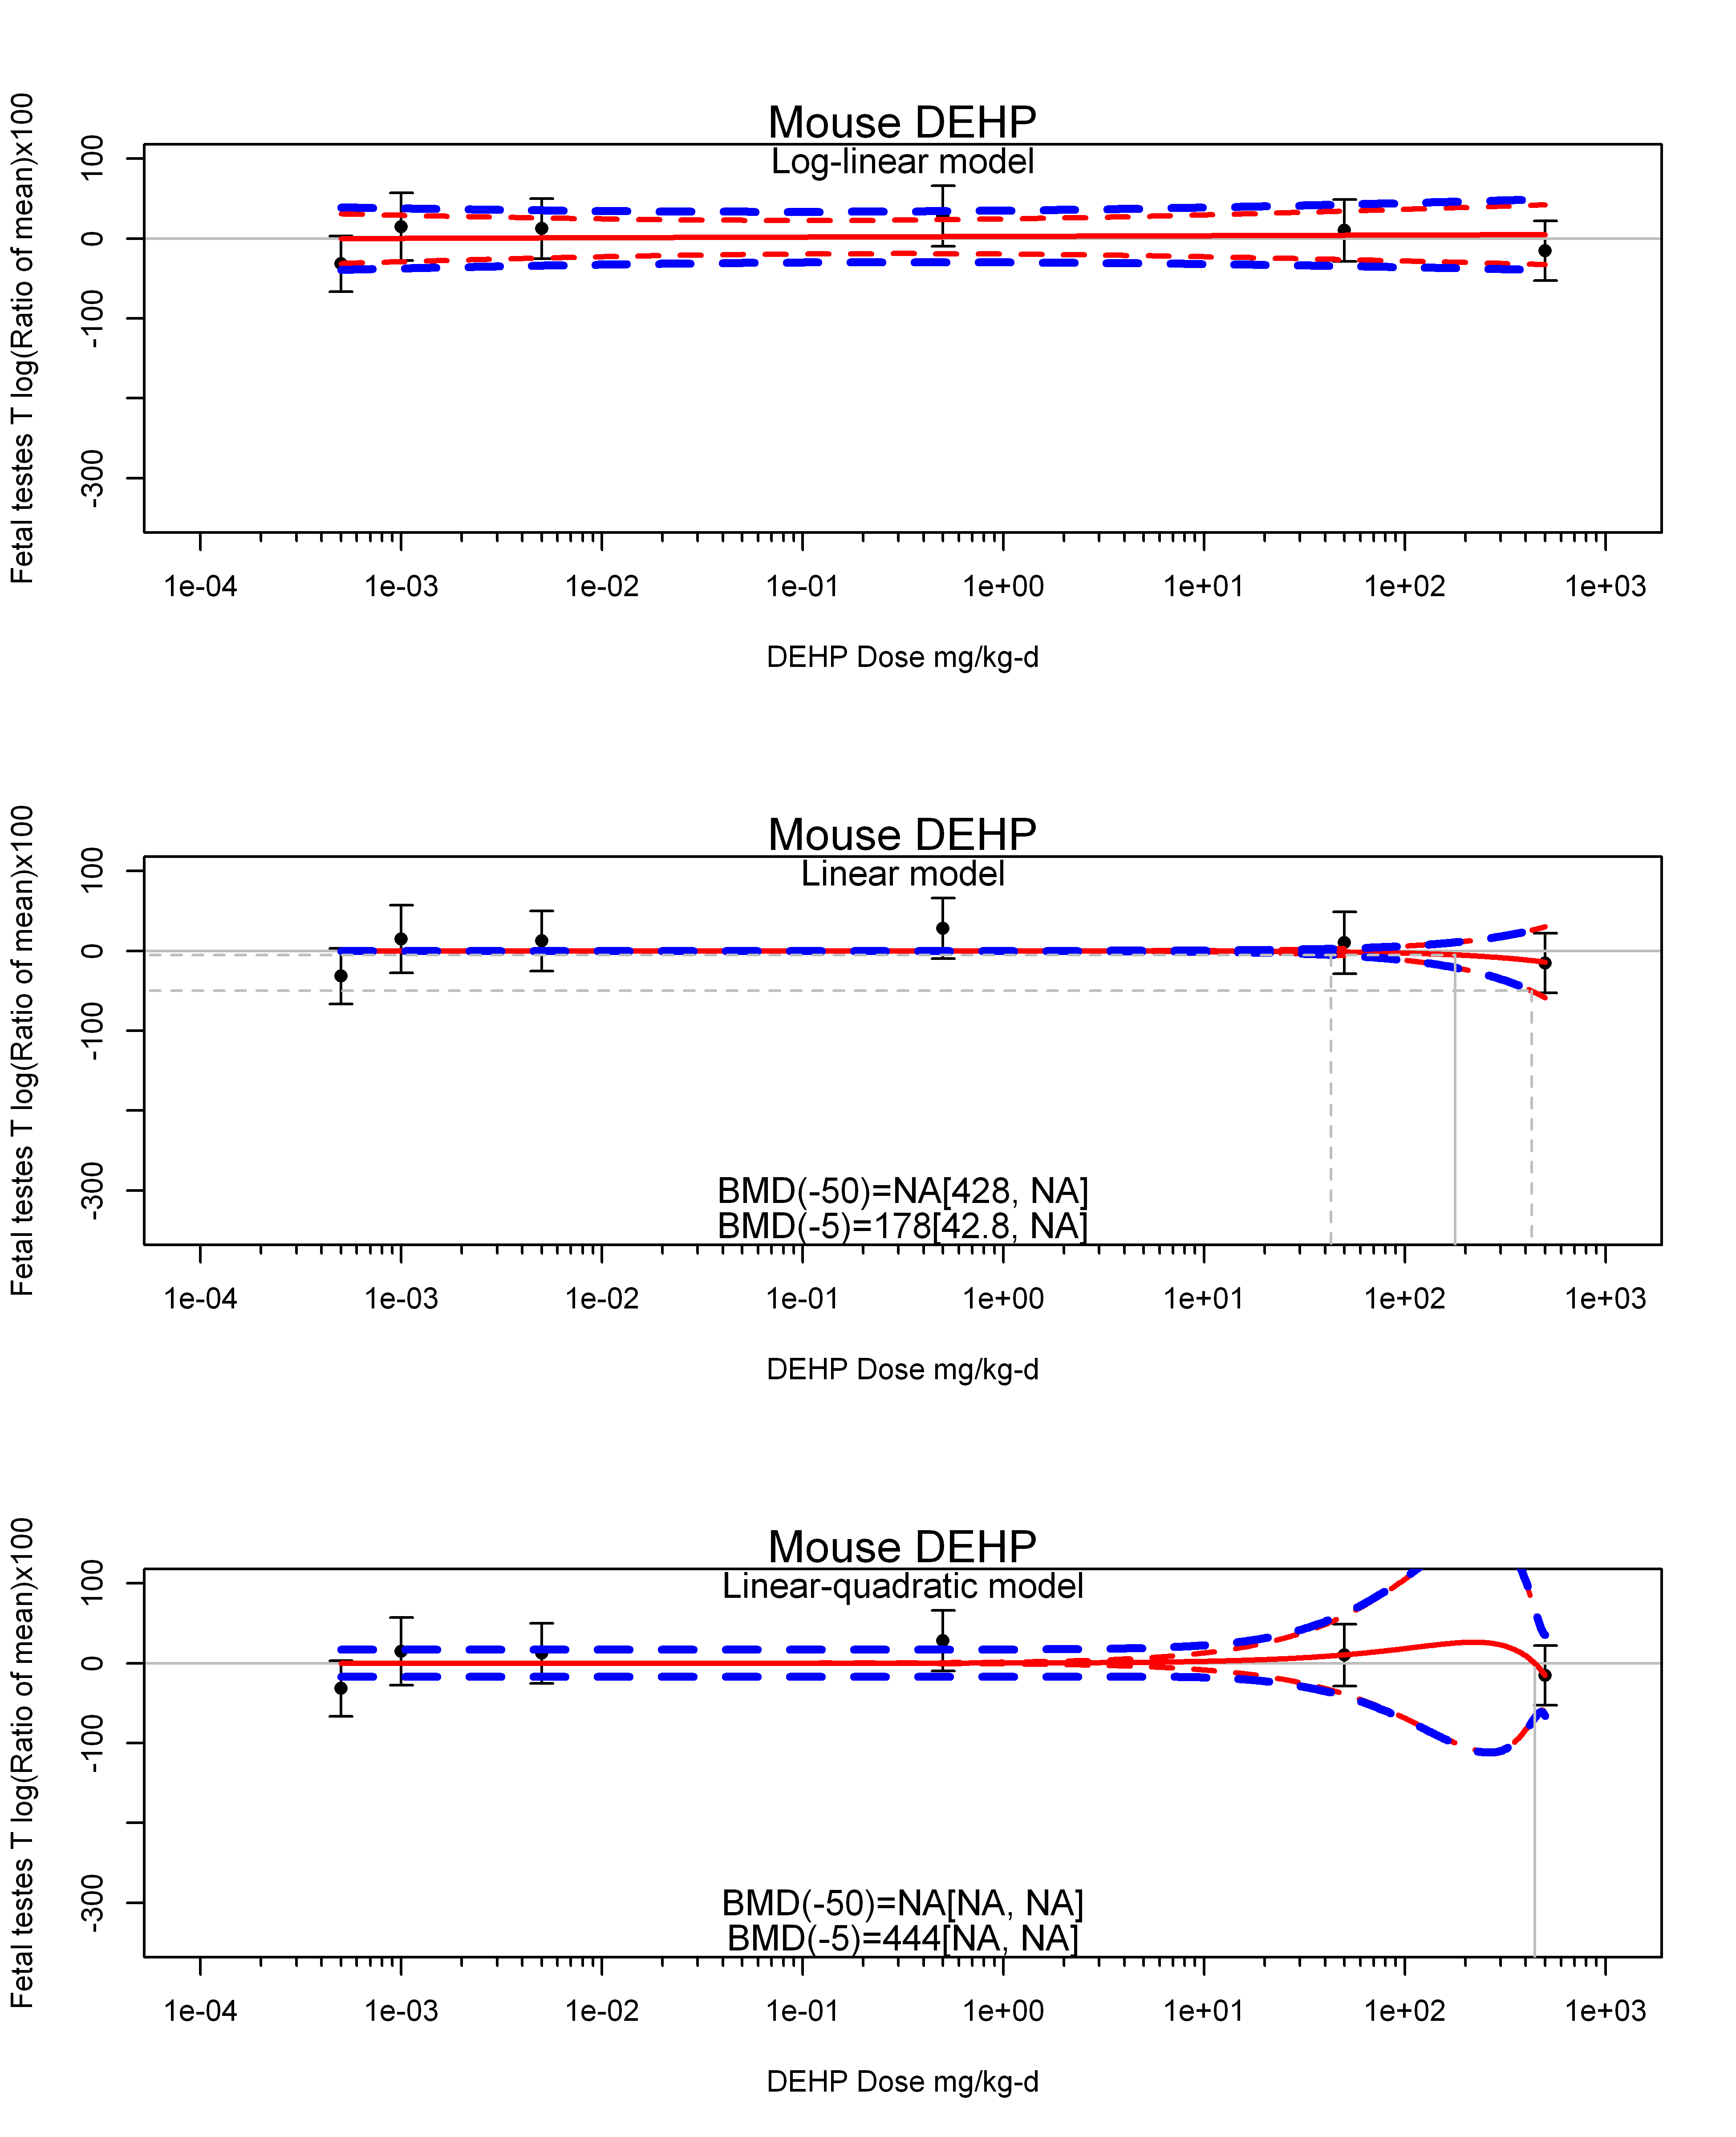 Mouse DEHP
Log-linear model
Fetal testes T log(Ratio of mean)x100
100
0
-100
-300
1e-04 1e-03 1e-02 1e-01 1e+00 1e+01 1e+02 1e+03
DEHP Dose mg/kg-d
Mouse DEHP
Linear model
Fetal testes T log(Ratio of mean)x100
100
0
-100
-300
BMD(-50)=NA[428, NA]
BMD(-5)=178[42.8, NA]
1e-04 1e-03 1e-02 1e-01 1e+00 1e+01 1e+02 1e+03
DEHP Dose mg/kg-d
Mouse DEHP
Linear-quadratic model
Fetal testes T log(Ratio of mean)x100
100
0
-100
-300
BMD(-50)=NA[NA, NA]
BMD(-5)=444[NA, NA]
1e-04 1e-03 1e-02 1e-01 1e+00 1e+01 1e+02 1e+03
DEHP Dose mg/kg-d